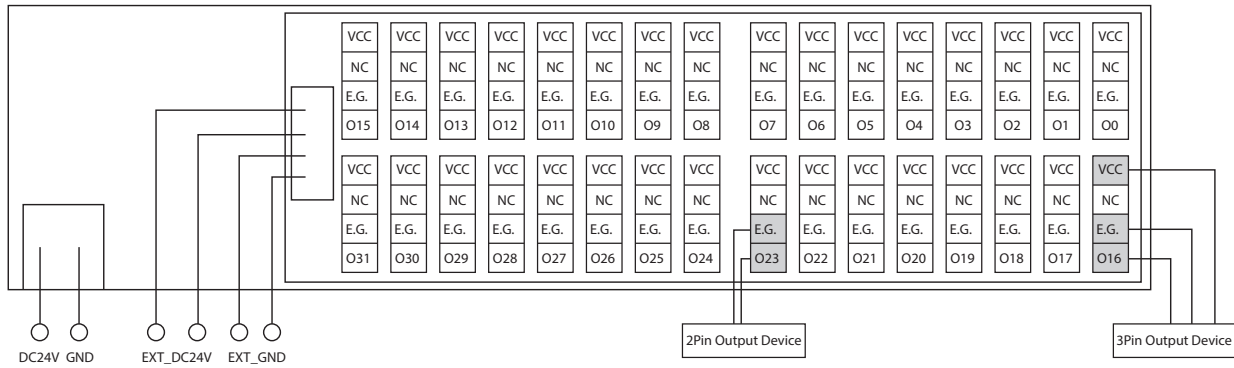 VCC VCC VCC VCC VCC VCC VCC VCC VCC VCC VCC VCC VCC VCC VCC VCC
NC NC NC NC NC NC NC NC NC NC NC NC NC NC NC NC
E.G. E.G. E.G. E.G. E.G. E.G. E.G. E.G. E.G. E.G. E.G. E.G. E.G. E.G. E.G. E.G.
O15 O14 O13 O12 O11 O10 O9 O8 O7 O6 O5 O4 O3 O2 O1 O0
VCC VCC VCC VCC VCC VCC VCC VCC VCC VCC VCC VCC VCC VCC VCC VCC
NC NC NC NC NC NC NC NC NC NC NC NC NC NC NC NC
E.G. E.G. E.G. E.G. E.G. E.G. E.G. E.G. E.G. E.G. E.G. E.G. E.G. E.G. E.G. E.G.
O31 O30 O29 O28 O27 O26 O25 O24 O23 O22 O21 O20 O19 O18 O17 O16
2Pin Output Device 3Pin Output Device
DC24V GND EXT_DC24V EXT_GND